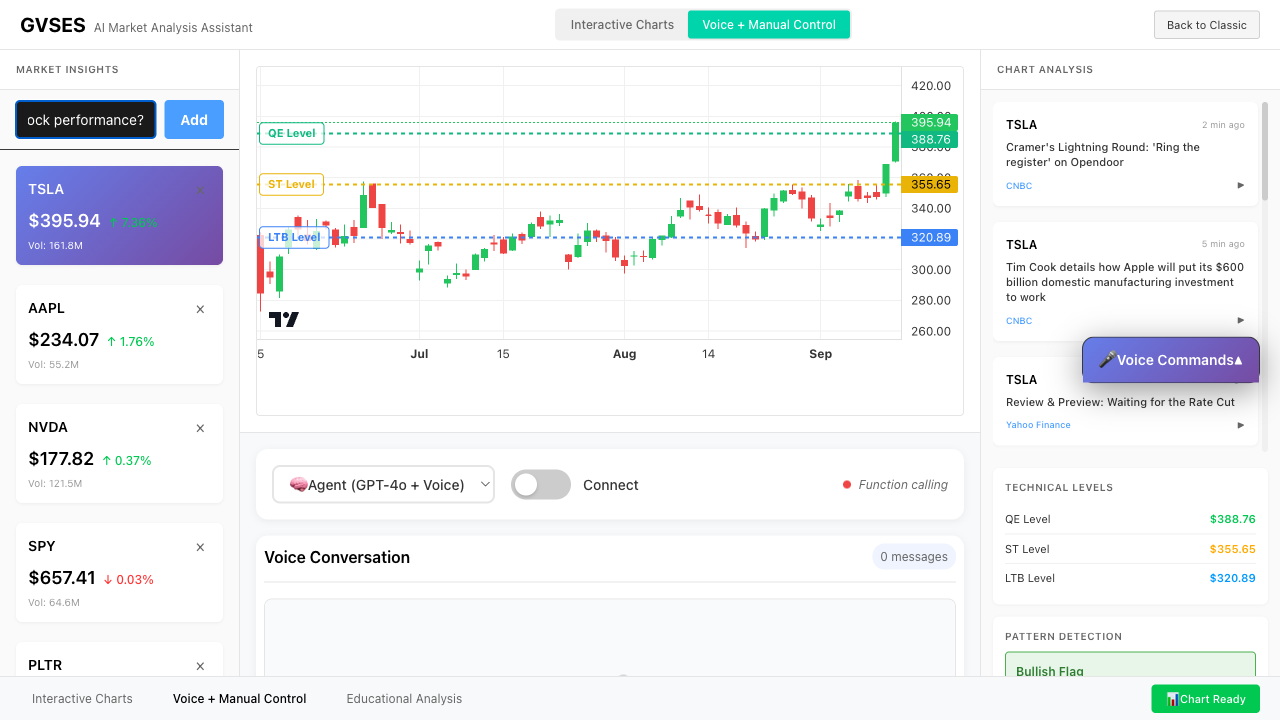 GVSES AI Market Analysis Assistant
Interactive Charts
Voice + Manual Control
Back to Classic
MARKET INSIGHTS
ock performance?
Add
TSLA
$395.94 ↑ 7.36%
Vol: 161.8M
AAPL ×
$234.07 ↑ 1.76%
Vol: 55.2M
NVDA ×
$177.82 ↑ 0.37%
Vol: 121.5M
SPY ×
$657.41 ↓ 0.03%
Vol: 64.6M
PLTR ×
QE Level
ST Level
LTB Level
420.00
395.94
388.76
355.65
340.00
320.89
300.00
280.00
260.00
5 Jul 15 Aug 14 Sep
🧠Agent (GPT-4o + Voice)
Connect
Function calling
Voice Conversation
0 messages
CHART ANALYSIS
TSLA 2 min ago
Cramer's Lightning Round: 'Ring the
register' on Opendoor
CNBC ▶
TSLA 5 min ago
Tim Cook details how Apple will put its $600
billion domestic manufacturing investment
to work
CNBC ▶
🎤Voice Commands▲
TSLA
Review & Preview: Waiting for the Rate Cut
Yahoo Finance ▶
TECHNICAL LEVELS
QE Level $388.76
ST Level $355.65
LTB Level $320.89
PATTERN DETECTION
Bullish Flag
Interactive Charts
Voice + Manual Control
Educational Analysis
📊Chart Ready